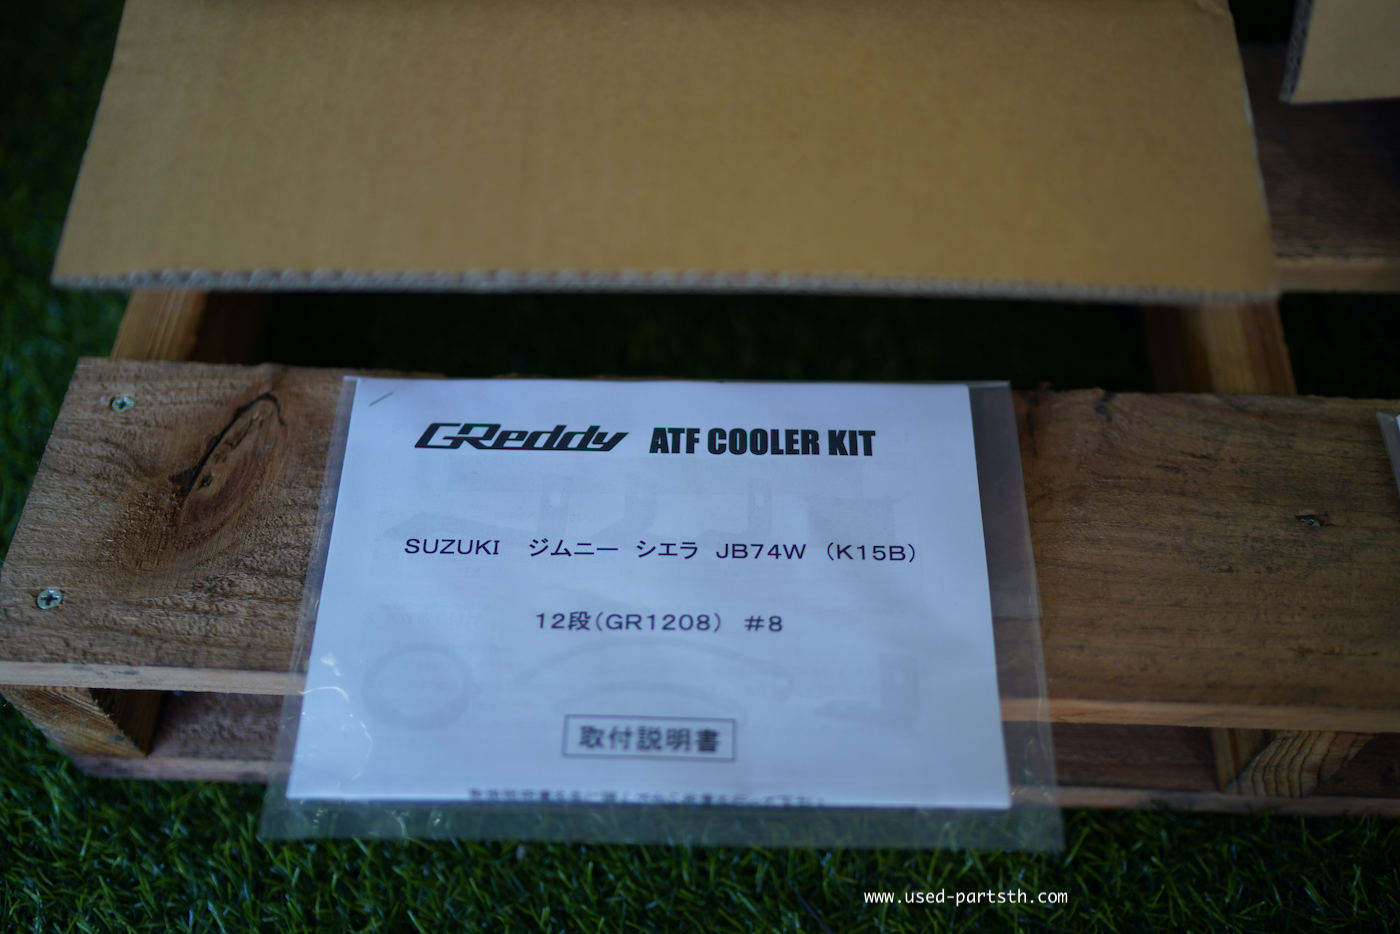 GReddy ATF COOLER KIT
SUZUKI ジムニー シエラ JB74W (K15B)
12段(GR1208) #8
取付説明書
www.used-partsth.com